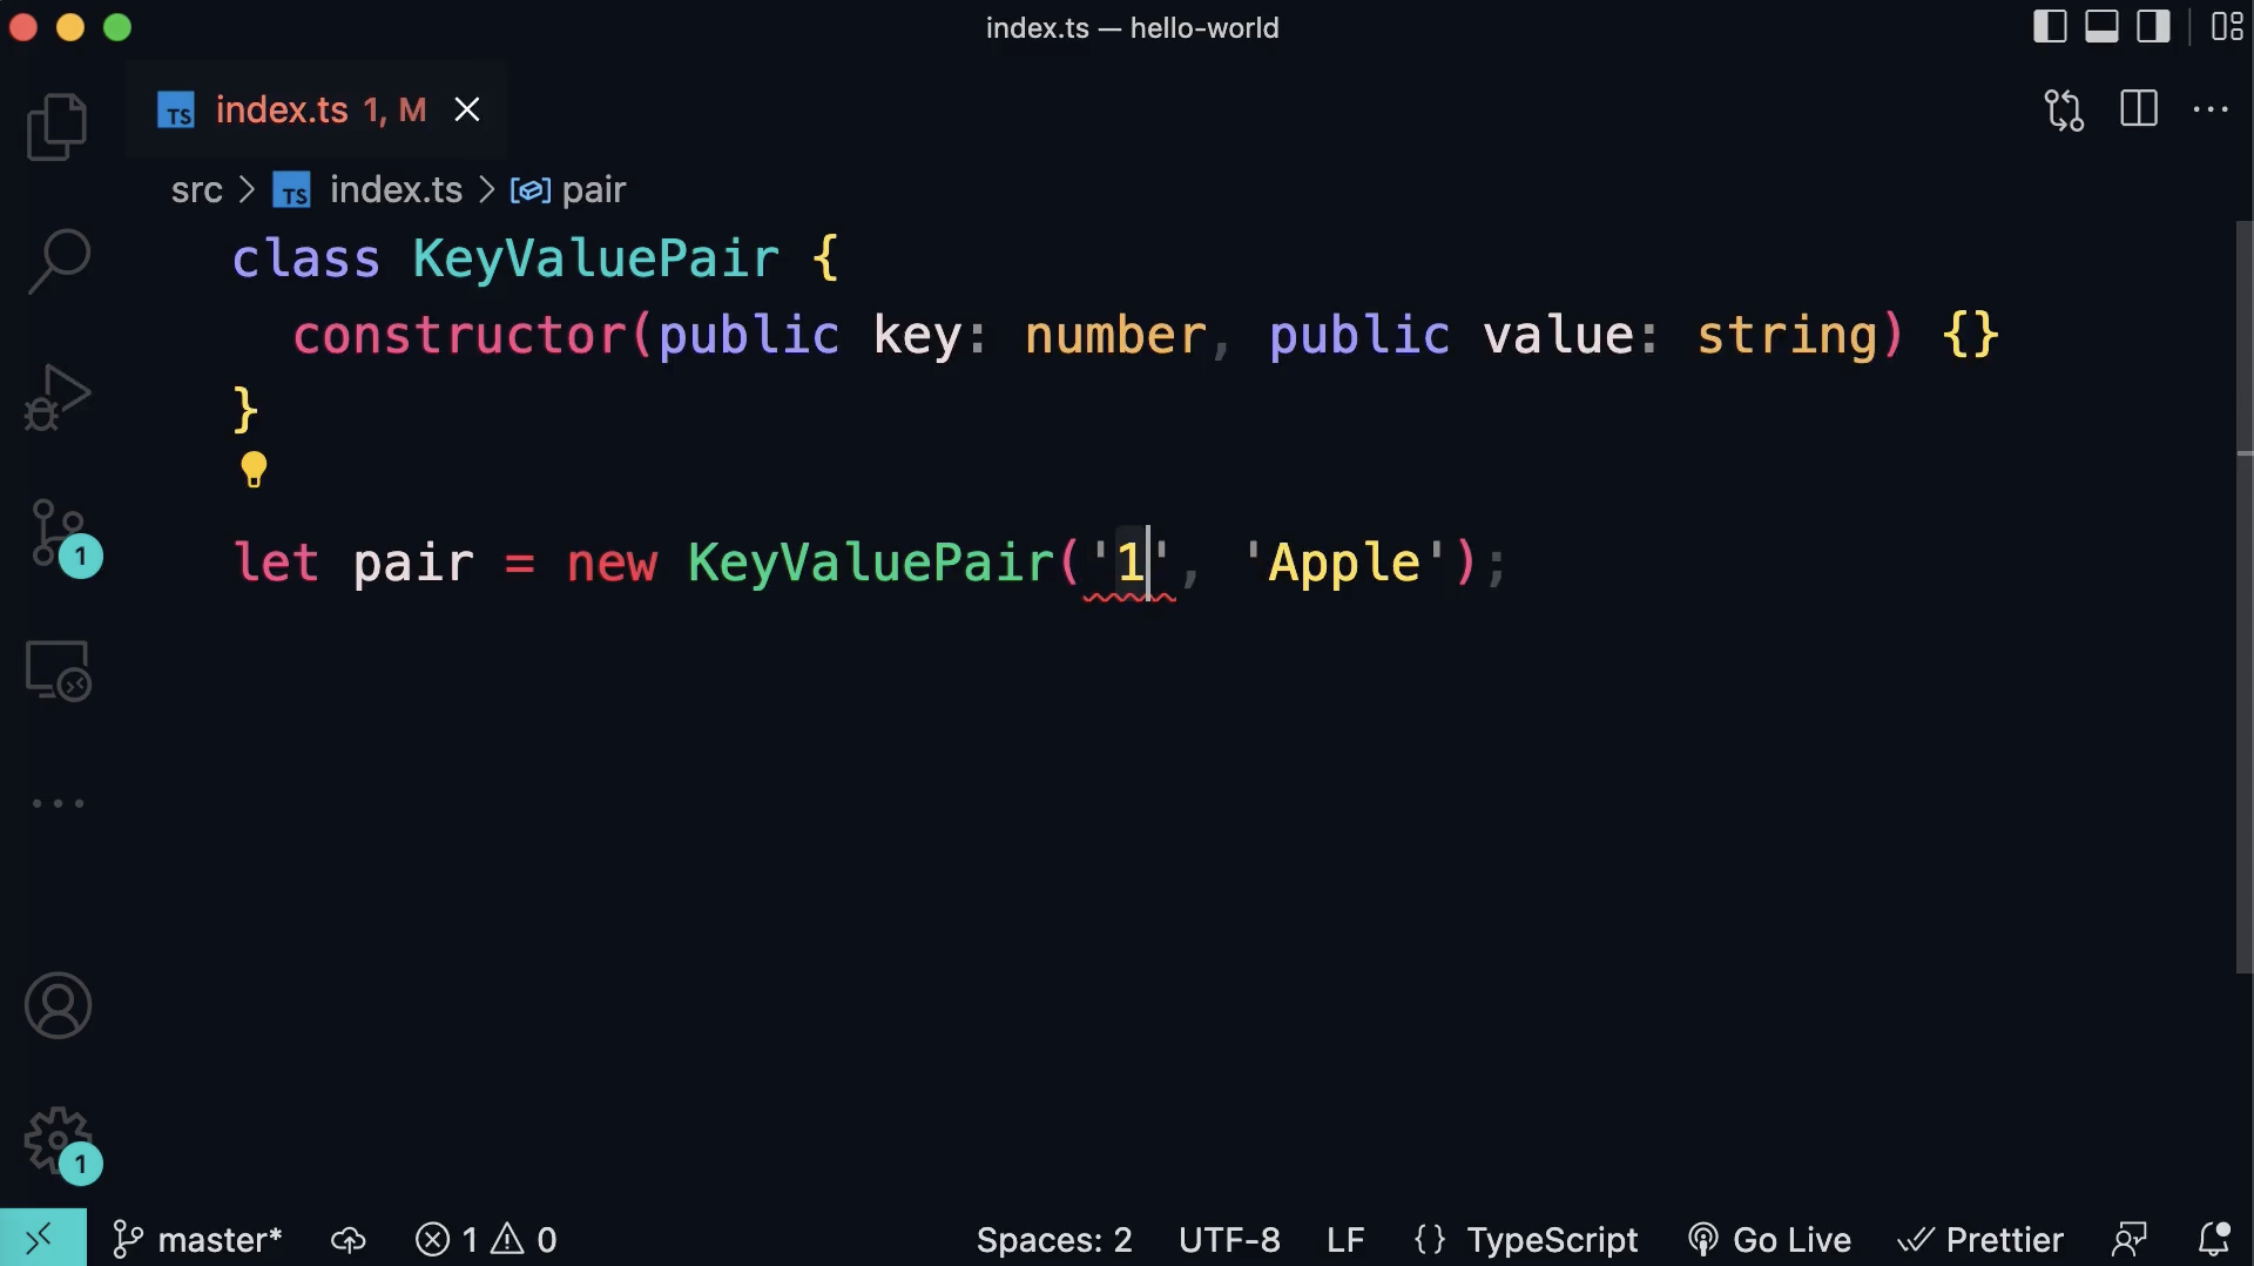 index.ts — hello-world
TS index.ts 1, M
src > TS index.ts > pair
class KeyValuePair {
constructor(public key: number, public value: string) {}
}
let pair = new KeyValuePair('1', 'Apple');
1
1
master* 1 0 Spaces: 2 UTF-8 LF {} TypeScript Go Live Prettier